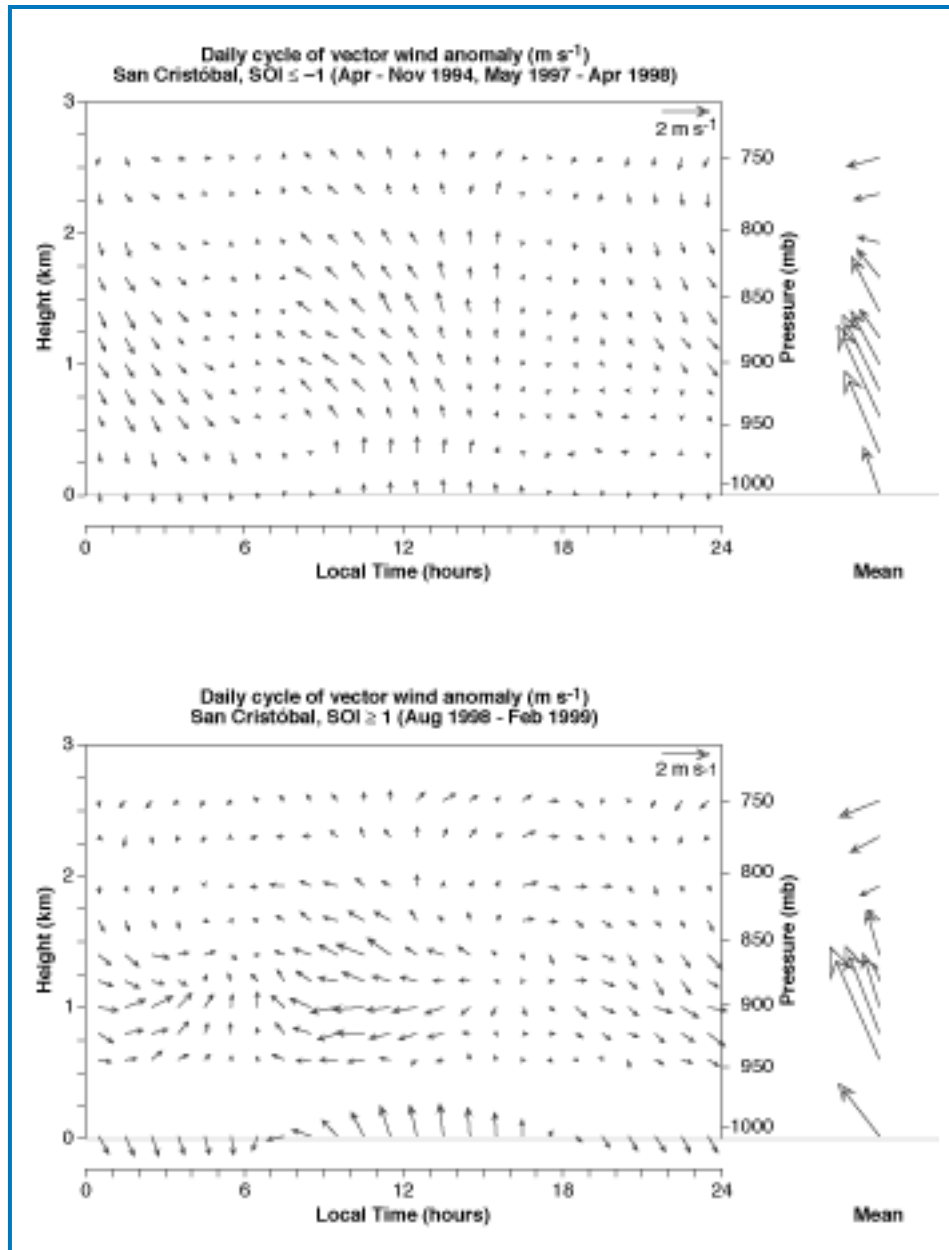 Daily cycle of vector wind anomaly (m s-1)
San Cristóbal, SOI ≤ –1 (Apr - Nov 1994, May 1997 - Apr 1998)
3
2 m s-1
750
2
800
Height (km)
850
Pressure (mb)
1
900
950
0
1000
0 6 12 18 24
Local Time (hours) Mean
Daily cycle of vector wind anomaly (m s-1)
San Cristóbal, SOI ≥ 1 (Aug 1998 - Feb 1999)
3
2 m s-1
750
2
800
Height (km)
850
Pressure (mb)
1
900
950
0
1000
0 6 12 18 24
Local Time (hours) Mean